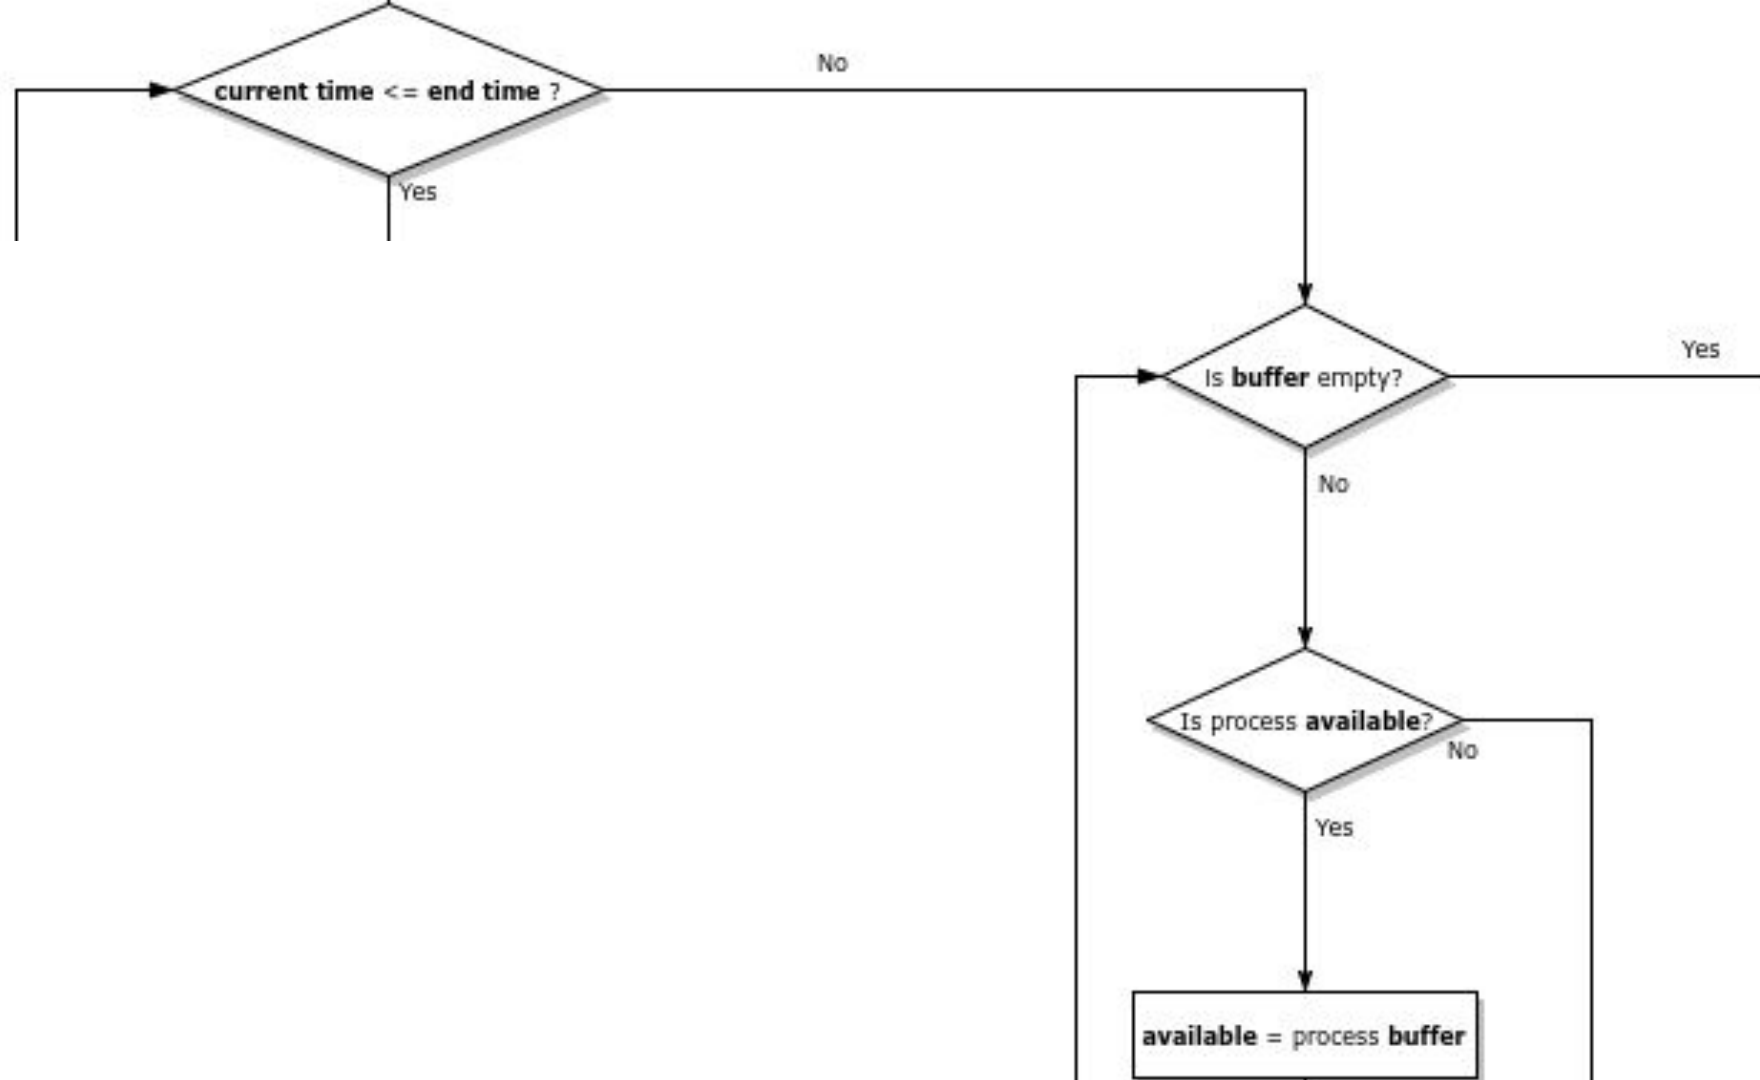 No
current time <= end time ?
Yes
Yes
Is buffer empty?
No
Is process available?
No
Yes
available = process buffer